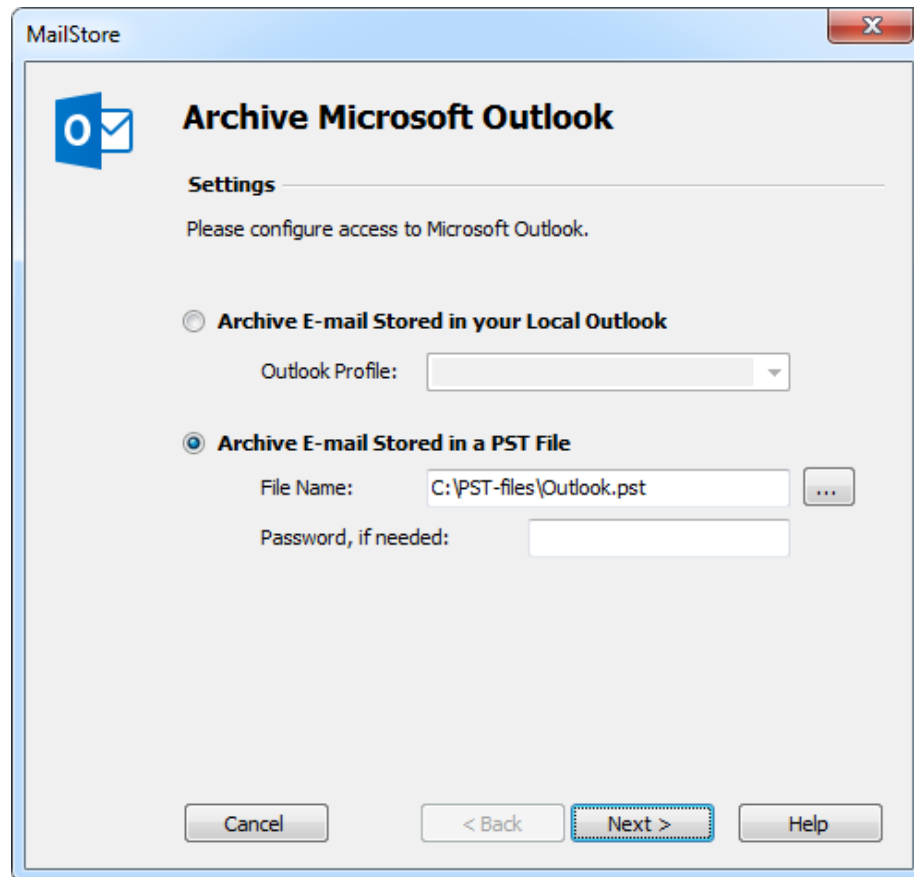 MailStore
Archive Microsoft Outlook
Settings
Please configure access to Microsoft Outlook.
Archive E-mail Stored in your Local Outlook
Outlook Profile:
Archive E-mail Stored in a PST File
File Name: C:\PST-files\Outlook.pst ...
Password, if needed:
Cancel < Back Next > Help